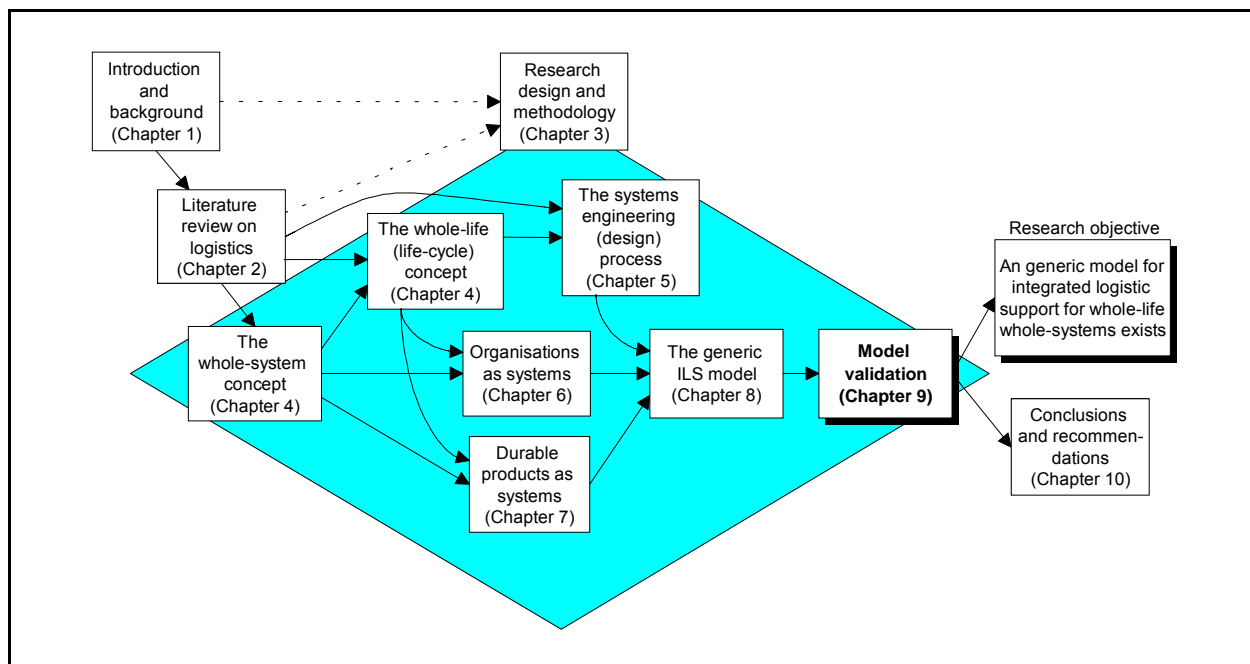 Introduction
and
background
(Chapter 1)
Research
design and
methodology
(Chapter 3)
Literature
review on
logistics
(Chapter 2)
The whole-life
(life-cycle)
concept
(Chapter 4)
The systems
engineering
(design)
process
(Chapter 5)
The
whole-system
concept
(Chapter 4)
Organisations
as systems
(Chapter 6)
Durable
products as
systems
(Chapter 7)
The generic
ILS model
(Chapter 8)
Model
validation
(Chapter 9)
Research objective
An generic model for
integrated logistic
support for whole-life
whole-systems exists
Conclusions
and recommen-
dations
(Chapter 10)